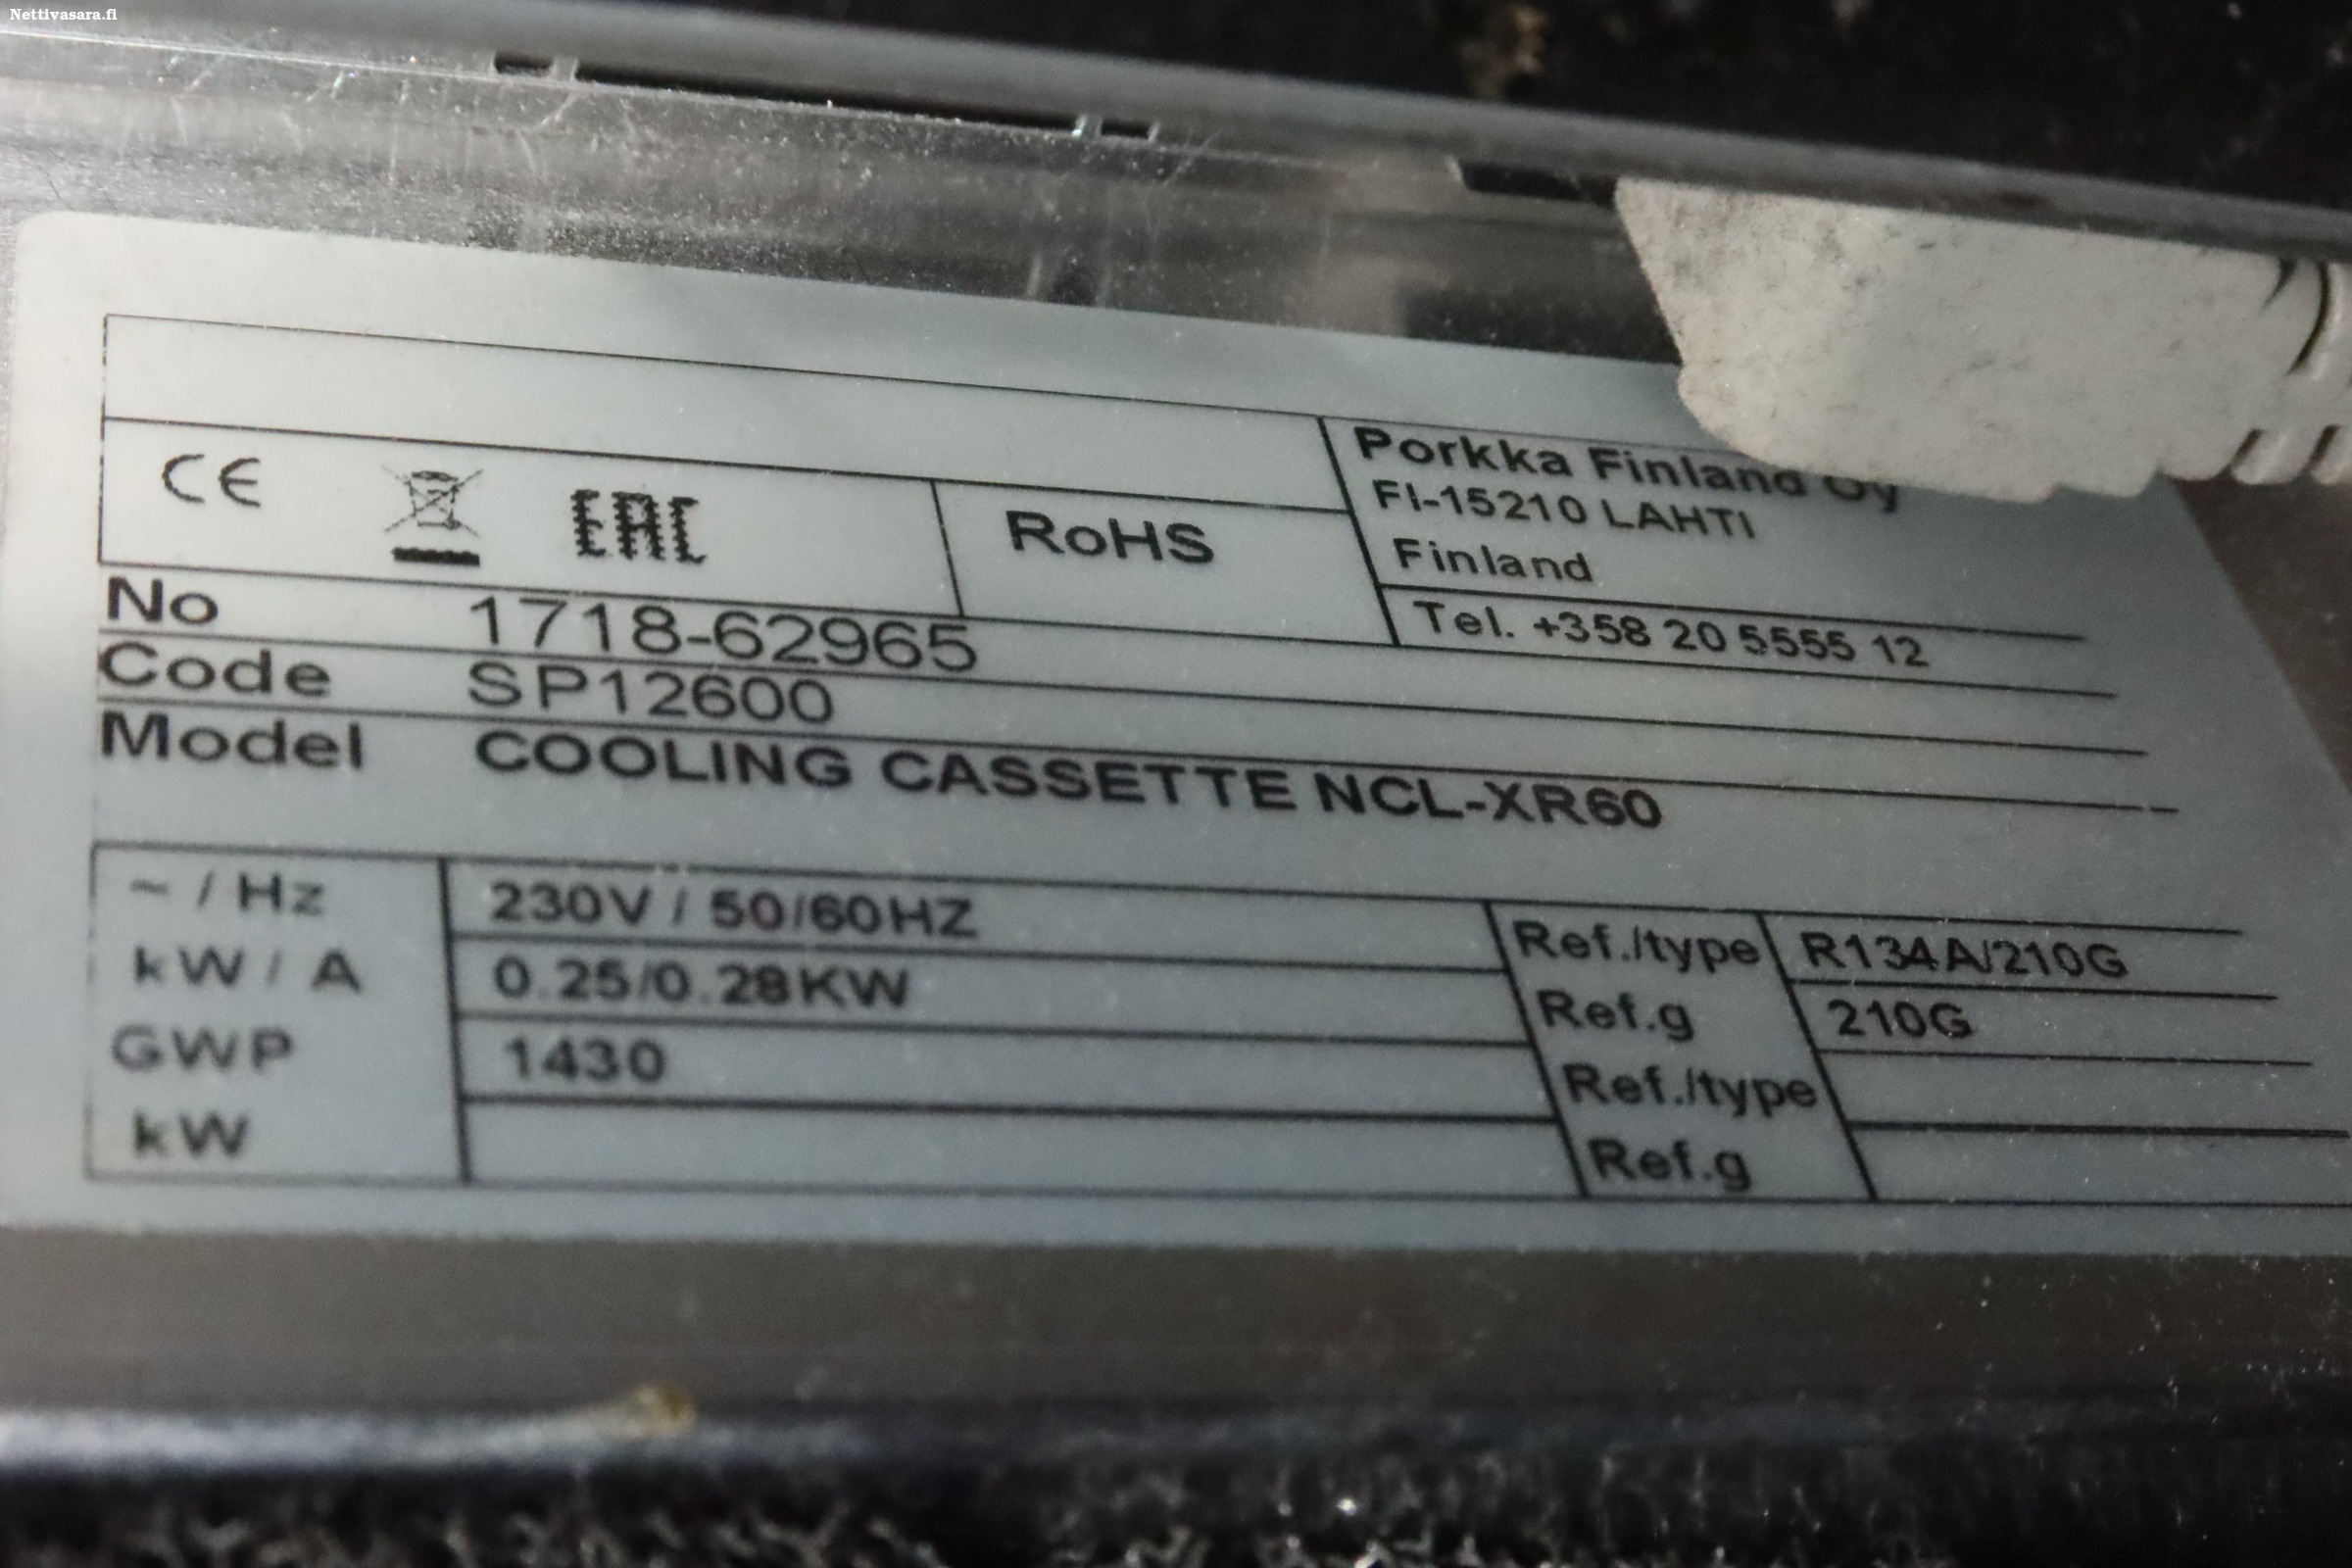 Nettivasara.fi
Porkka Finland Oy
FI-15210 LAHTI
Finland
Tel. +358 20 5555 12
CE EAC RoHS
No 1718-62965
Code SP12600
Model COOLING CASSETTE NCL-XR60
~ / Hz 230V / 50/60HZ Ref./type R134A/210G
kW / A 0.25/0.28KW Ref.g 210G
GWP 1430 Ref./type
kW Ref.g